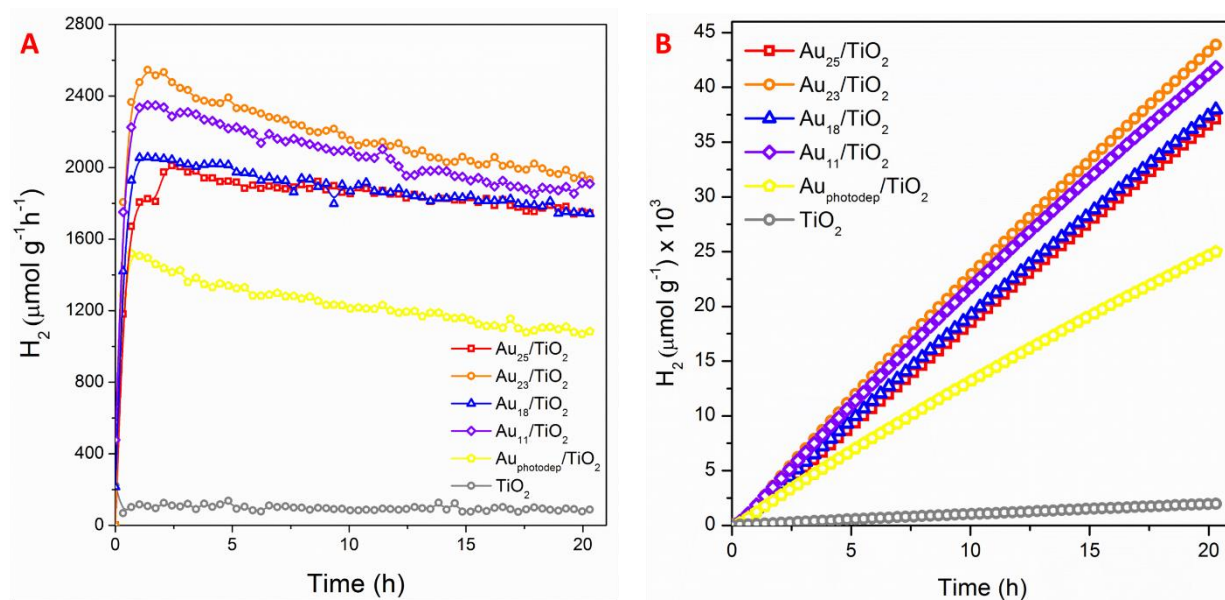 A
H₂ (μmol g⁻¹h⁻¹)
2800
2400
2000
1600
1200
800
400
0
Au₂₅/TiO₂
Au₂₃/TiO₂
Au₁₈/TiO₂
Au₁₁/TiO₂
Auₚₕₒₜₒdₑₚ/TiO₂
TiO₂
0 5 10 15 20
Time (h)
B
H₂ (μmol g⁻¹) x 10³
45
40
35
30
25
20
15
10
5
0
Au₂₅/TiO₂
Au₂₃/TiO₂
Au₁₈/TiO₂
Au₁₁/TiO₂
Auₚₕₒₜₒdₑₚ/TiO₂
TiO₂
0 5 10 15 20
Time (h)